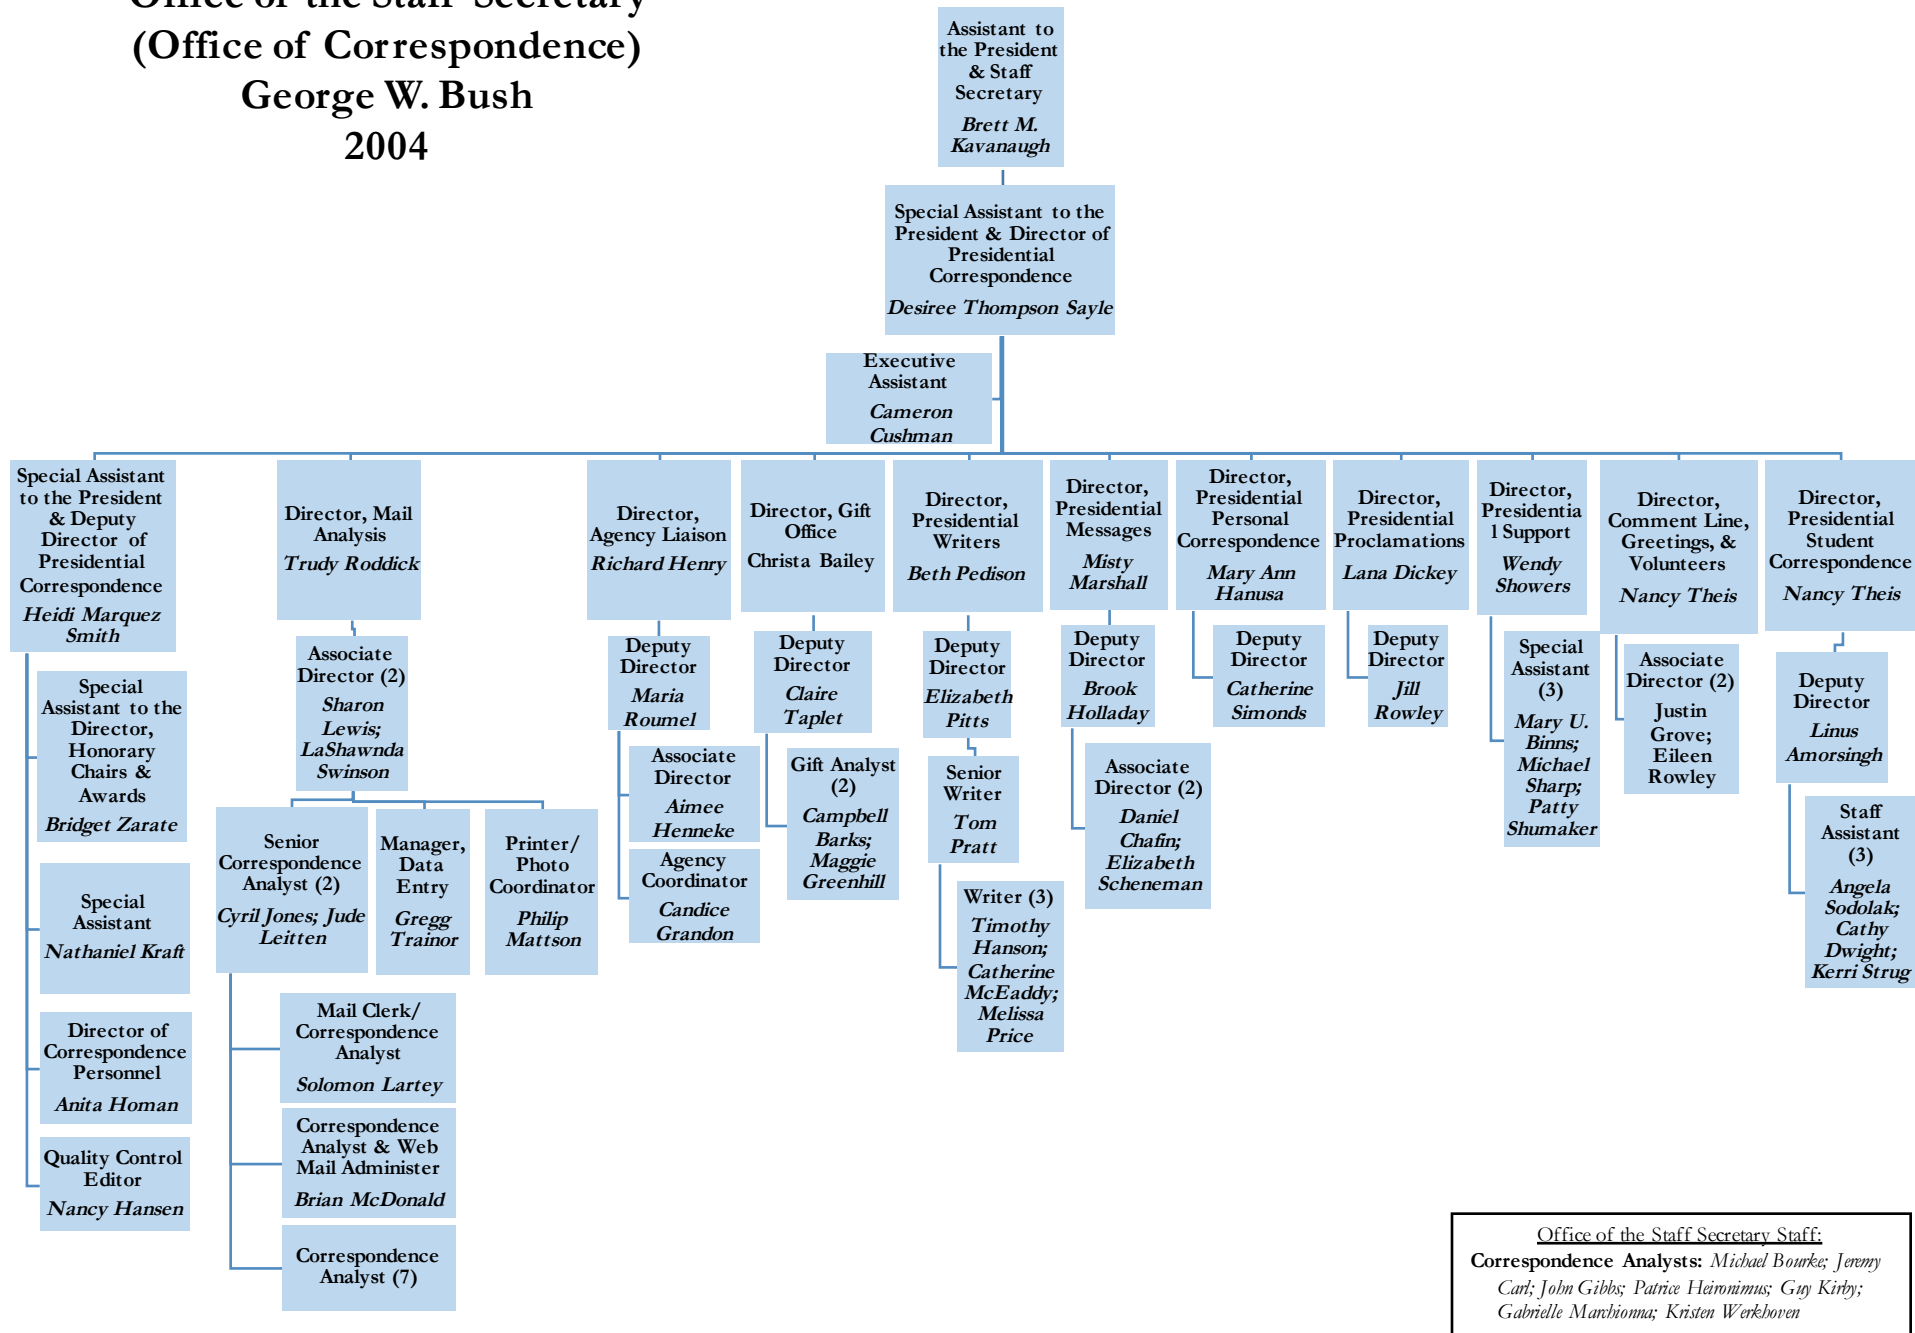 Office of the Staff Secretary
(Office of Correspondence)
George W. Bush
2004
Assistant to
the President
& Staff
Secretary
Brett M.
Kavanaugh
Special Assistant to the
President & Director of
Presidential
Correspondence
Desiree Thompson Sayle
Executive
Assistant
Cameron
Cushman
Special Assistant
to the President
& Deputy
Director of
Presidential
Correspondence
Heidi Marquez
Smith
Special
Assistant to the
Director,
Honorary
Chairs &
Awards
Bridget Zarate
Special
Assistant
Nathaniel Kraft
Director of
Correspondence
Personnel
Anita Homan
Quality Control
Editor
Nancy Hansen
Director, Mail
Analysis
Trudy Roddick
Associate
Director (2)
Sharon
Lewis;
LaShawnda
Swinson
Senior
Correspondence
Analyst (2)
Cyril Jones; Jude
Leitten
Manager,
Data
Entry
Gregg
Trainor
Printer/
Photo
Coordinator
Philip
Mattson
Mail Clerk/
Correspondence
Analyst
Solomon Lartey
Correspondence
Analyst & Web
Mail Administer
Brian McDonald
Correspondence
Analyst (7)
Director,
Agency Liaison
Richard Henry
Deputy
Director
Maria
Roumel
Associate
Director
Aimee
Henneke
Agency
Coordinator
Candice
Grandon
Director, Gift
Office
Christa Bailey
Deputy
Director
Claire
Taplet
Gift Analyst
(2)
Campbell
Barks;
Maggie
Greenhill
Director,
Presidential
Writers
Beth Pedison
Deputy
Director
Elizabeth
Pitts
Senior
Writer
Tom
Pratt
Writer (3)
Timothy
Hanson;
Catherine
McEaddy;
Melissa
Price
Director,
Presidential
Messages
Misty
Marshall
Deputy
Director
Brook
Holladay
Associate
Director (2)
Daniel
Chafin;
Elizabeth
Scheneman
Director,
Presidential
Personal
Correspondence
Mary Ann
Hanusa
Deputy
Director
Catherine
Simonds
Director,
Presidential
Proclamations
Lana Dickey
Deputy
Director
Jill
Rowley
Director,
Presidentia
l Support
Wendy
Showers
Special
Assistant
(3)
Mary U.
Binns;
Michael
Sharp;
Patty
Shumaker
Director,
Comment Line,
Greetings, &
Volunteers
Nancy Theis
Associate
Director (2)
Justin
Grove;
Eileen
Rowley
Director,
Presidential
Student
Correspondence
Nancy Theis
Deputy
Director
Linus
Amorsingh
Staff
Assistant
(3)
Angela
Sodolak;
Cathy
Dwight;
Kerri Strug
Office of the Staff Secretary Staff:
Correspondence Analysts: Michael Bourke; Jeremy
Carl; John Gibbs; Patrice Heironimus; Guy Kirby;
Gabrielle Marchionna; Kristen Werkhoven